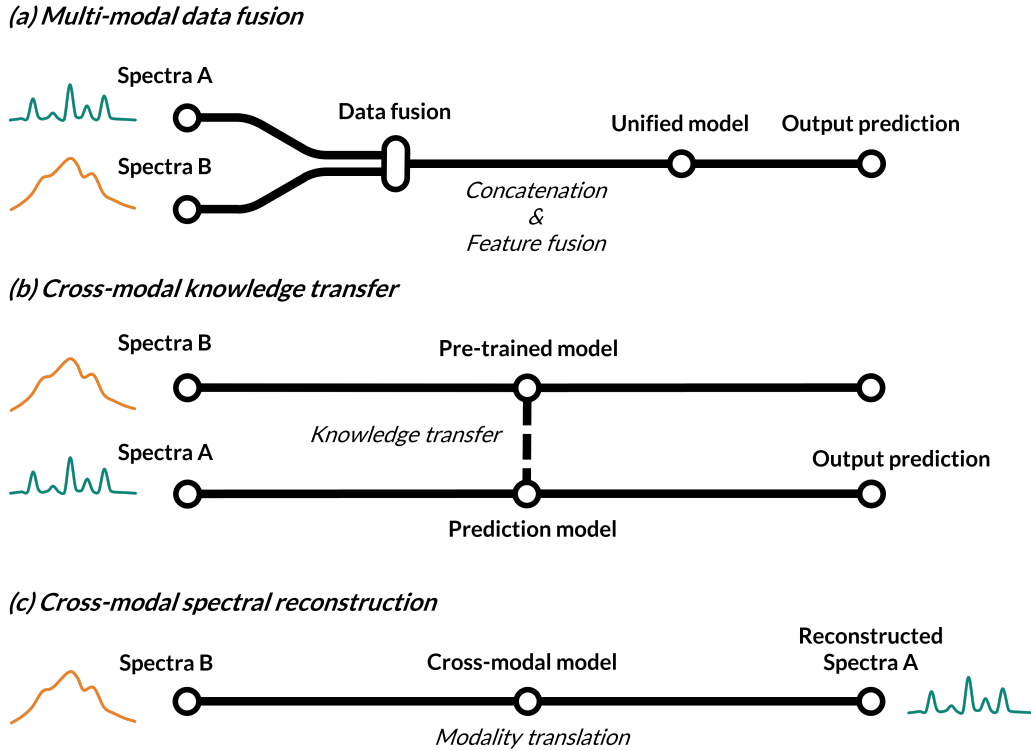 (a) Multi-modal data fusion
Spectra A
Data fusion
Unified model
Output prediction
Spectra B
Concatenation
&
Feature fusion
(b) Cross-modal knowledge transfer
Spectra B
Pre-trained model
Knowledge transfer
Spectra A
Output prediction
Prediction model
(c) Cross-modal spectral reconstruction
Reconstructed
Spectra A
Spectra B
Cross-modal model
Modality translation